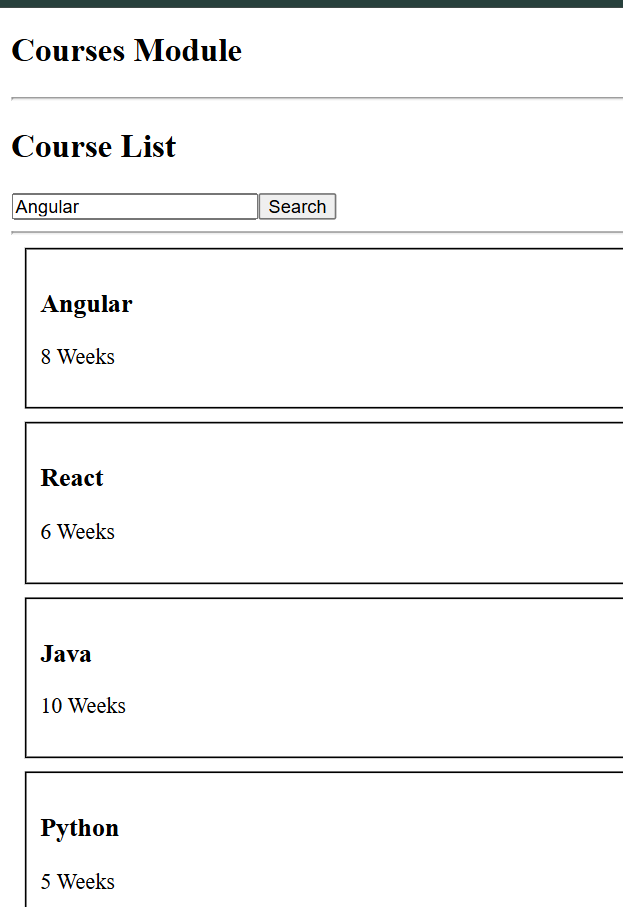 Courses Module
Course List
Angular Search
Angular
8 Weeks
React
6 Weeks
Java
10 Weeks
Python
5 Weeks